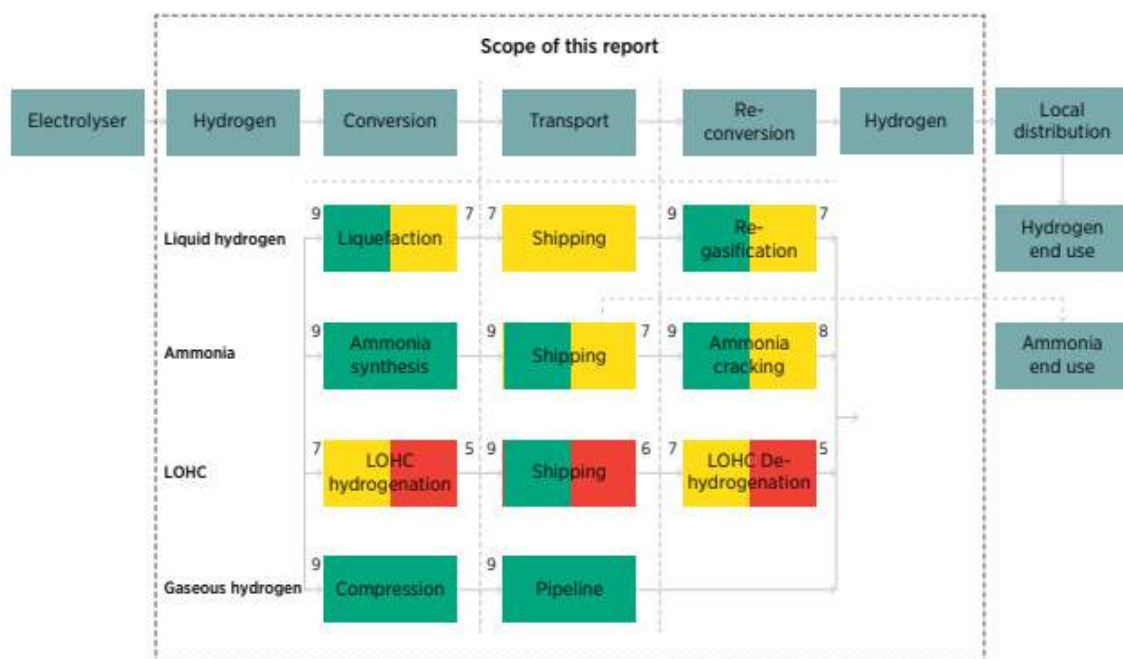 Scope of this report
Electrolyser
Hydrogen
Conversion
Transport
Re-
conversion
Hydrogen
Local
distribution
Liquid hydrogen
9
Liquefaction
7
7
Shipping
9
Re-
gasification
7
Hydrogen
end use
Ammonia
9
Ammonia
synthesis
9
Shipping
7
9
Ammonia
cracking
8
Ammonia
end use
LOHC
7
LOHC
hydrogenation
5
9
Shipping
6
7
LOHC De-
hydrogenation
5
Gaseous hydrogen
9
Compression
9
Pipeline